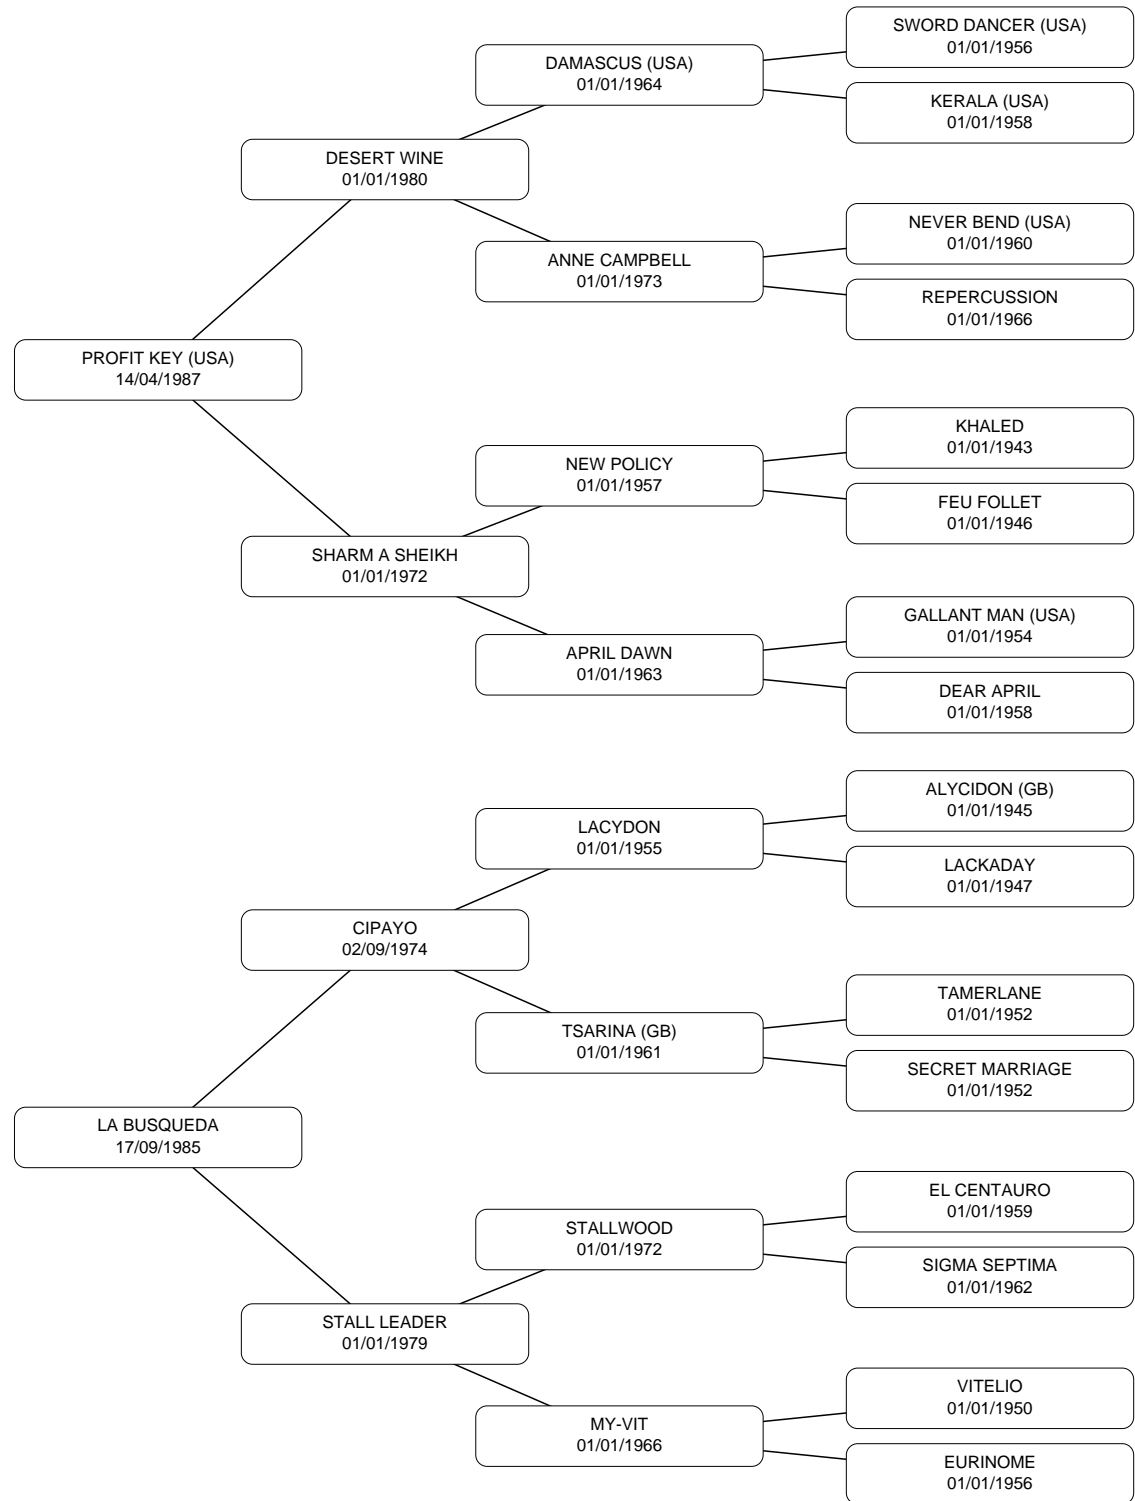 SWORD DANCER (USA)
01/01/1956
DAMASCUS (USA)
01/01/1964
KERALA (USA)
01/01/1958
DESERT WINE
01/01/1980
NEVER BEND (USA)
01/01/1960
ANNE CAMPBELL
01/01/1973
REPERCUSSION
01/01/1966
PROFIT KEY (USA)
14/04/1987
KHALED
01/01/1943
NEW POLICY
01/01/1957
FEU FOLLET
01/01/1946
SHARM A SHEIKH
01/01/1972
GALLANT MAN (USA)
01/01/1954
APRIL DAWN
01/01/1963
DEAR APRIL
01/01/1958
ALYCIDON (GB)
01/01/1945
LACYDON
01/01/1955
LACKADAY
01/01/1947
CIPAYO
02/09/1974
TAMERLANE
01/01/1952
TSARINA (GB)
01/01/1961
SECRET MARRIAGE
01/01/1952
LA BUSQUEDA
17/09/1985
EL CENTAURO
01/01/1959
STALLWOOD
01/01/1972
SIGMA SEPTIMA
01/01/1962
STALL LEADER
01/01/1979
VITELIO
01/01/1950
MY-VIT
01/01/1966
EURINOME
01/01/1956